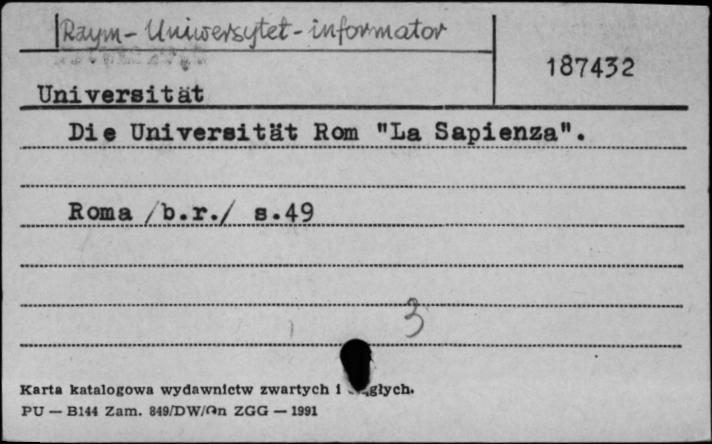 Rzym - Uniwersytet - informator
187432
Universität
Die Universität Rom "La Sapienza".
Roma /b.r./ s.49
3
Karta katalogowa wydawnictw zwartych i
PU — B144 Zam. 849/DW/On ZGG — 1991